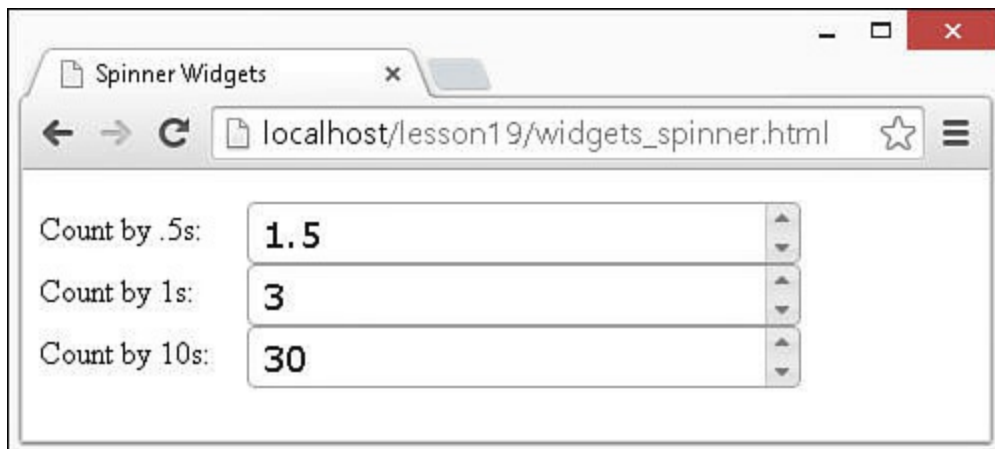 Spinner Widgets
localhost/lesson19/widgets_spinner.html
Count by .5s: 1.5
Count by 1s: 3
Count by 10s: 30